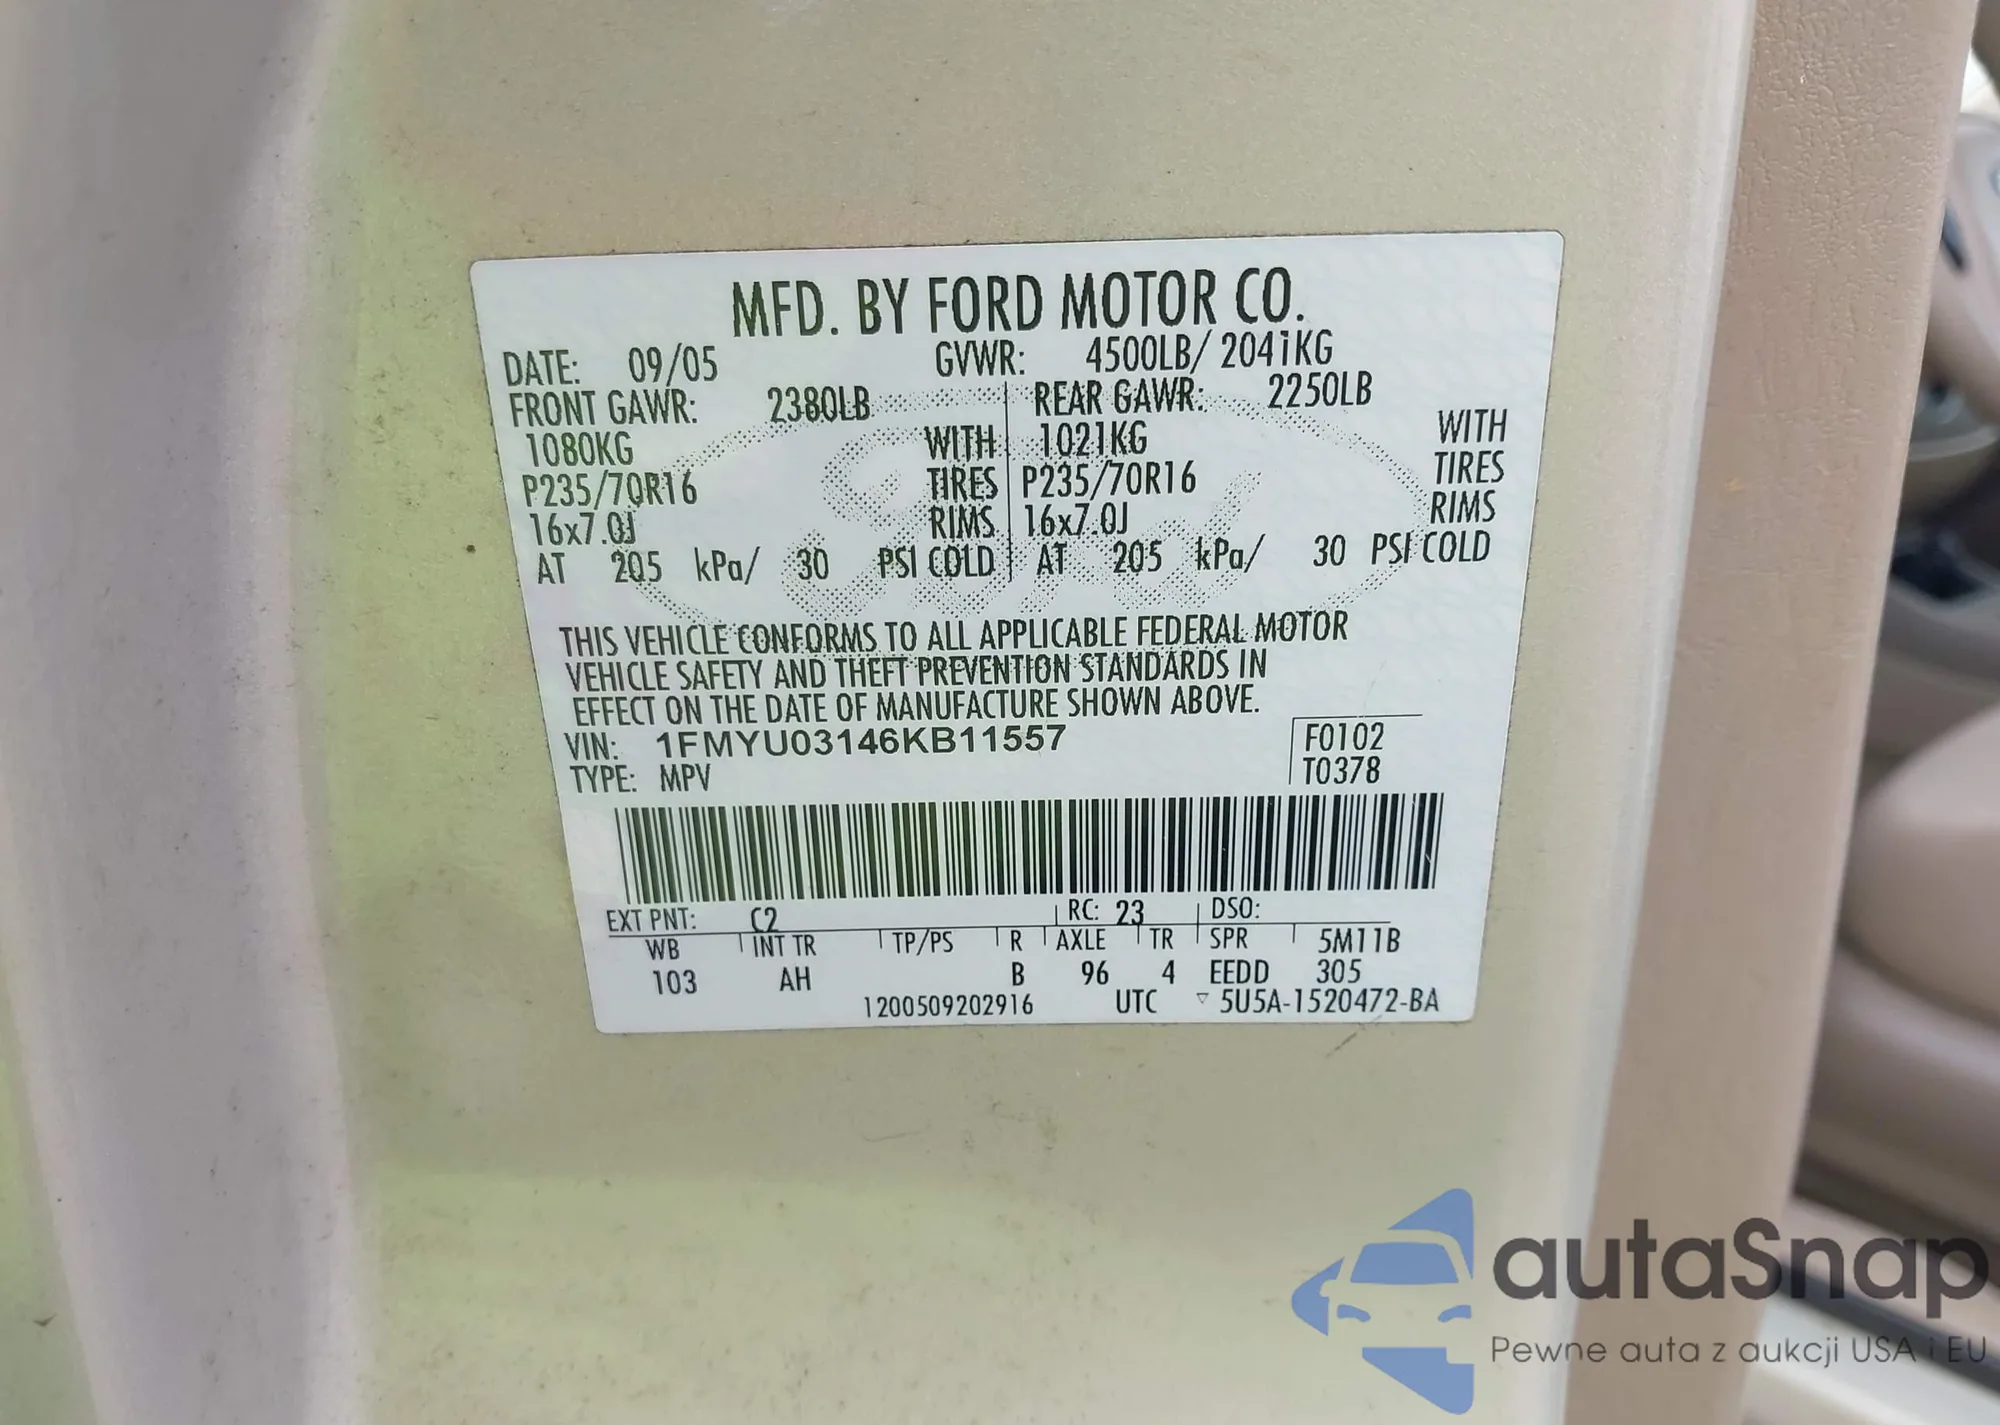 MFD. BY FORD MOTOR CO.
DATE: 09/05 GVWR: 4500LB/ 2041KG
FRONT GAWR: 2380LB REAR GAWR: 2250LB
1080KG WITH 1021KG WITH
P235/70R16 TIRES P235/70R16 TIRES
16x7.0J RIMS 16x7.0J RIMS
AT 205 kPa/ 30 PSI COLD AT 205 kPa/ 30 PSI COLD
THIS VEHICLE CONFORMS TO ALL APPLICABLE FEDERAL MOTOR
VEHICLE SAFETY AND THEFT PREVENTION STANDARDS IN
EFFECT ON THE DATE OF MANUFACTURE SHOWN ABOVE.
VIN: 1FMYU03146KB11557 F0102
TYPE: MPV T0378
EXT PNT: C2 RC: 23 DSO:
WB INT TR TP/PS R AXLE TR SPR 5M11B
103 AH B 96 4 EEDD 305
1200509202916 UTC ▽ 5U5A-1520472-BA
autaSnap
Pewne auta z aukcji USA i EU